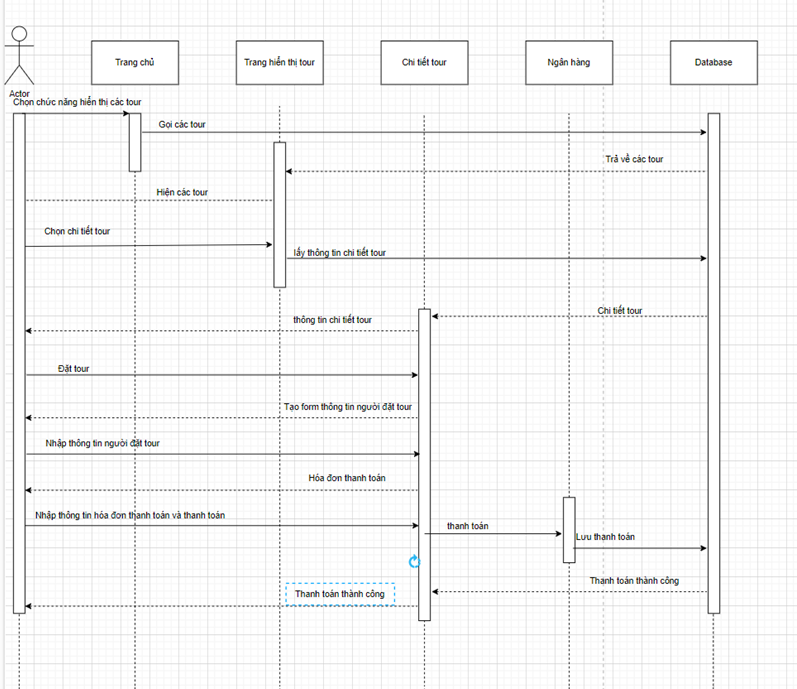 Trang chủ
Trang hiển thị tour
Chi tiết tour
Ngân hàng
Database
Actor
Chọn chức năng hiển thị các tour
Gọi các tour
Trả về các tour
Hiện các tour
Chọn chi tiết tour
lấy thông tin chi tiết tour
Chi tiết tour
thông tin chi tiết tour
Đặt tour
Tạo form thông tin người đặt tour
Nhập thông tin người đặt tour
Hóa đơn thanh toán
Nhập thông tin hóa đơn thanh toán và thanh toán
thanh toán
Lưu thanh toán
Thanh toán thành công
Thanh toán thành công